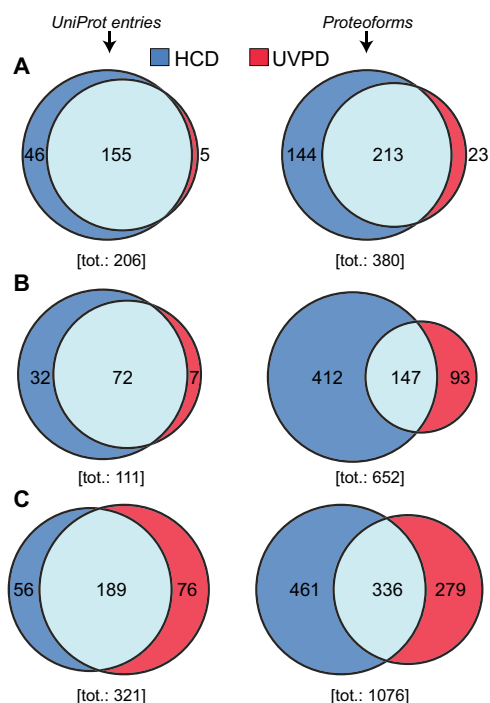 UniProt entries Proteoforms
HCD UVPD
A
46 155 5 144 213 23
[tot.: 206] [tot.: 380]
B
32 72 7 412 147 93
[tot.: 111] [tot.: 652]
C
56 189 76 461 336 279
[tot.: 321] [tot.: 1076]